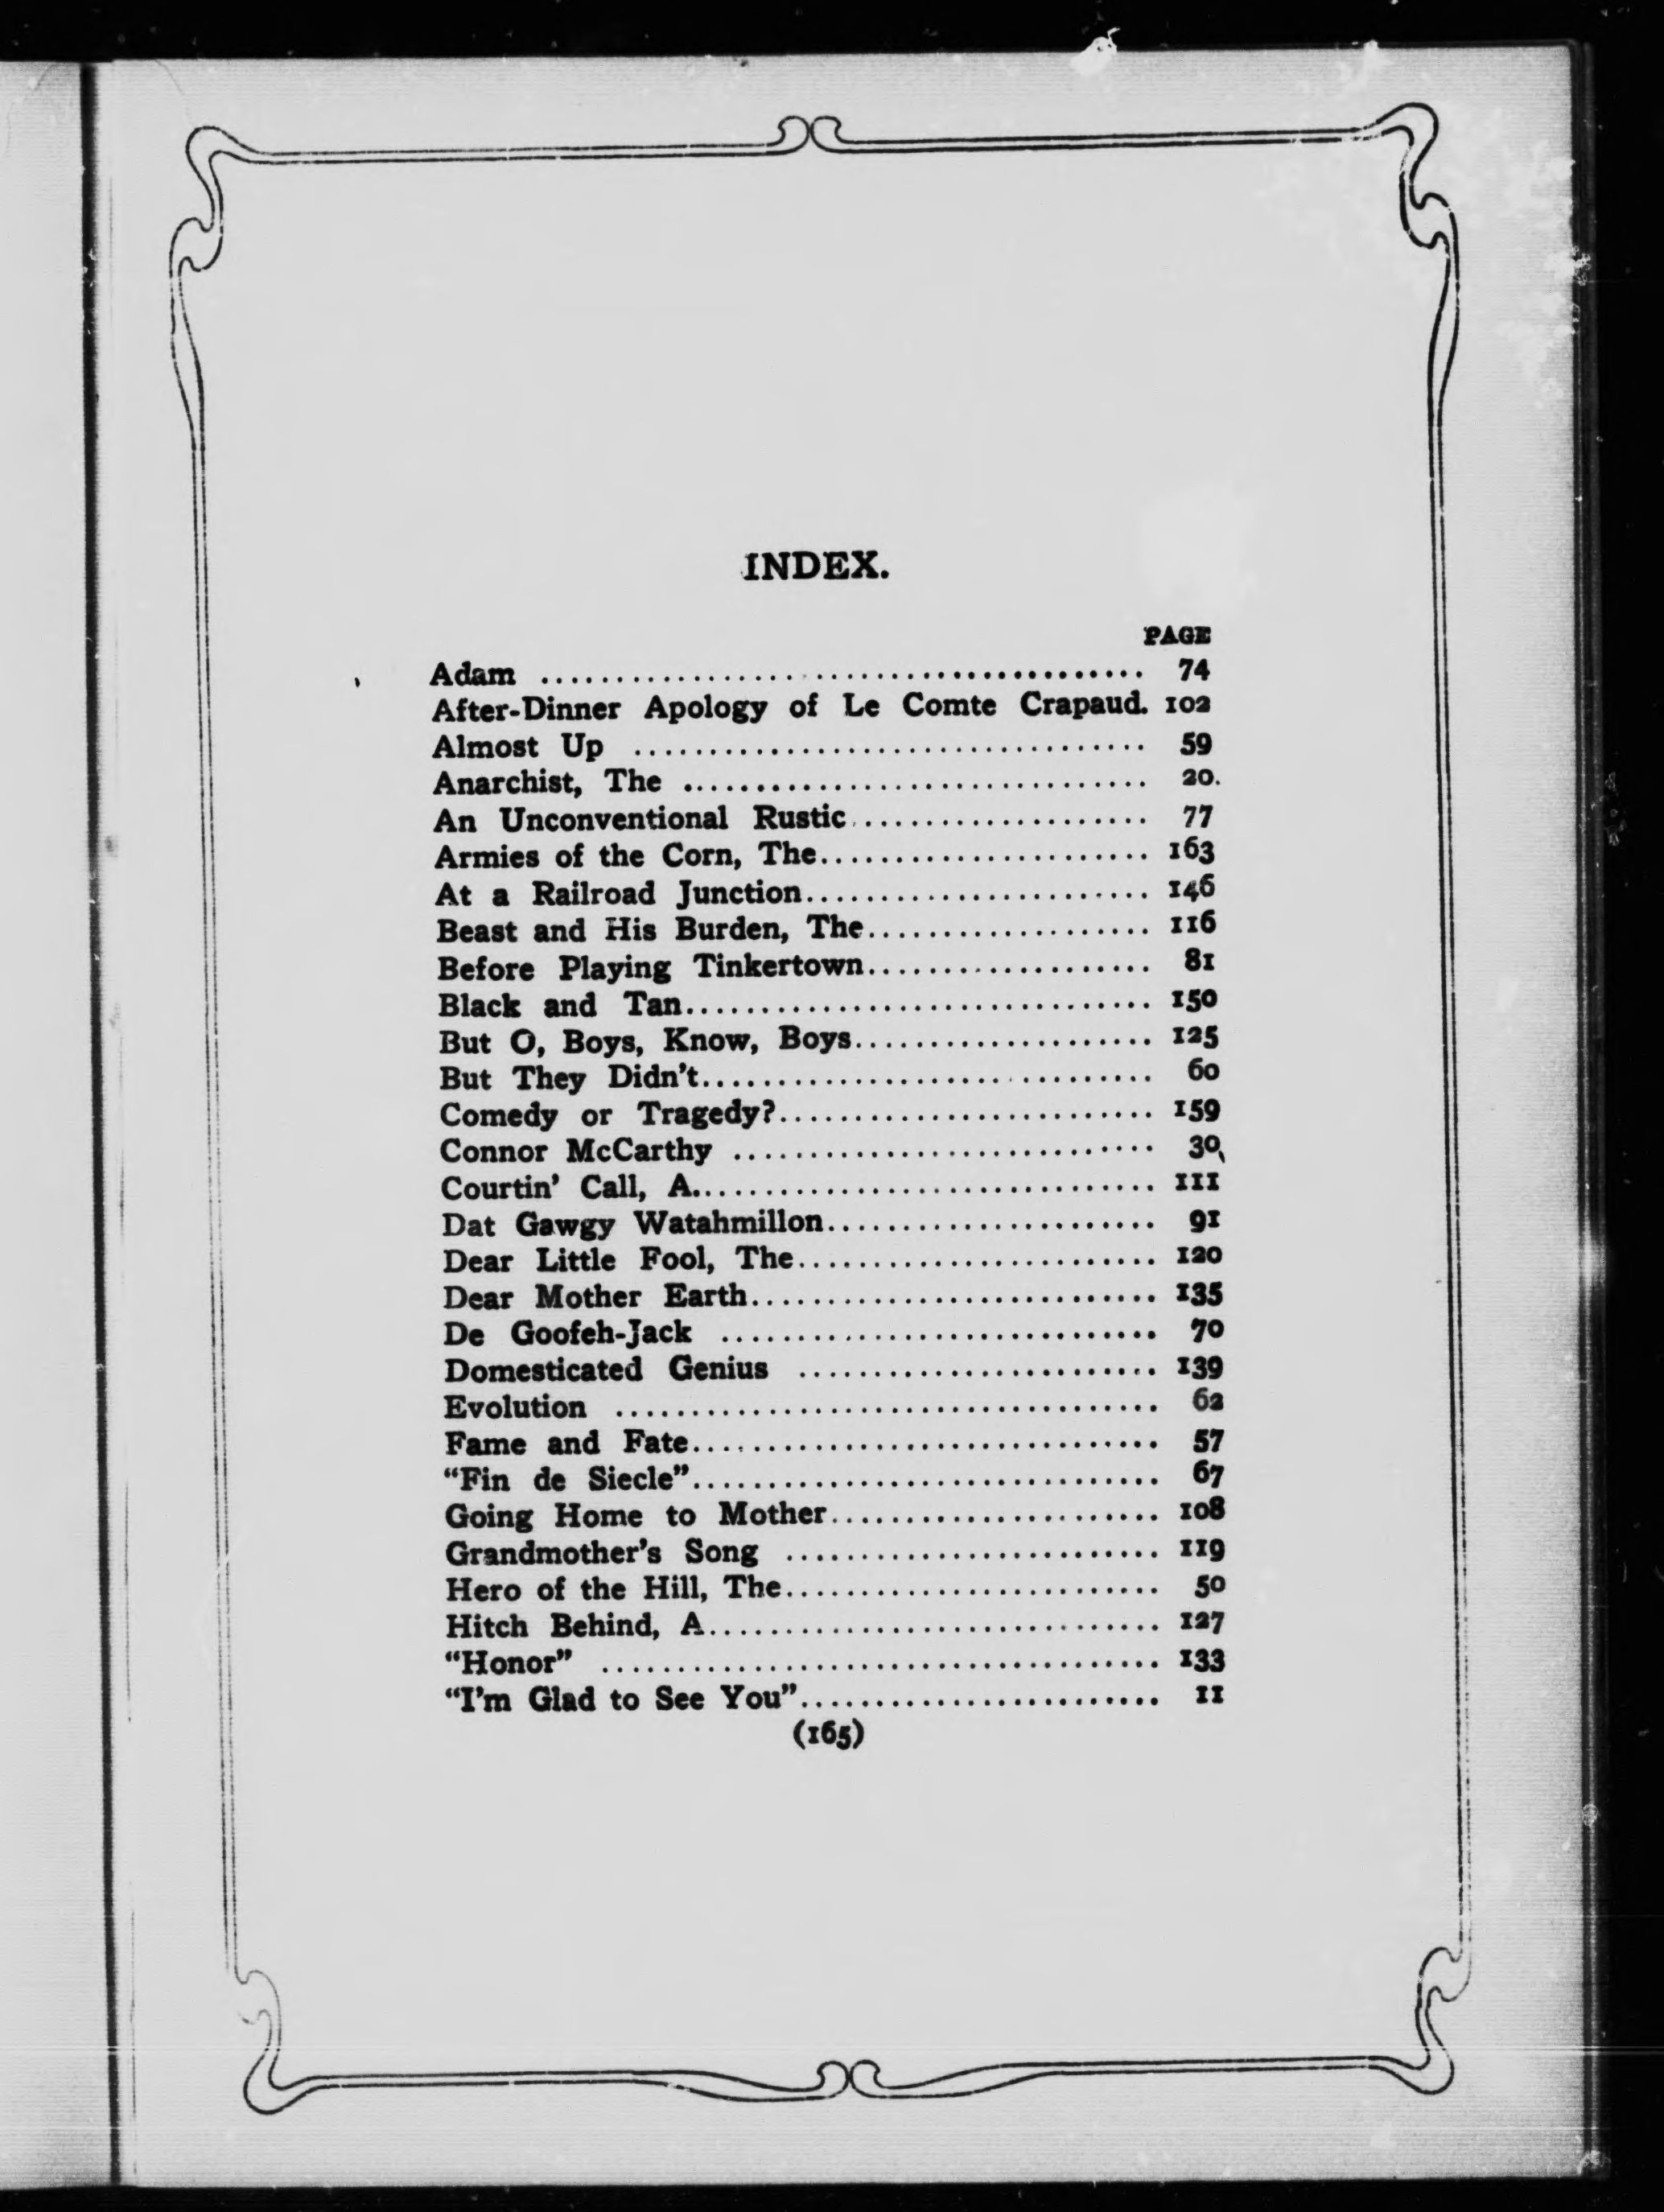 INDEX.
PAGE
Adam ........................................ 74
After-Dinner Apology of Le Comte Crapaud. 102
Almost Up .................................. 59
Anarchist, The ............................... 20.
An Unconventional Rustic.................... 77
Armies of the Corn, The...................... 163
At a Railroad Junction....................... 146
Beast and His Burden, The................... 116
Before Playing Tinkertown................... 81
Black and Tan............................... 150
But O, Boys, Know, Boys.................... 125
But They Didn't.............................. 60
Comedy or Tragedy?......................... 159
Connor McCarthy ............................ 30
Courtin' Call, A............................... 111
Dat Gawgy Watahmillon...................... 91
Dear Little Fool, The........................ 120
Dear Mother Earth........................... 135
De Goofeh-Jack ............................. 70
Domesticated Genius ........................ 139
Evolution .................................... 62
Fame and Fate............................... 57
“Fin de Siecle”............................... 67
Going Home to Mother...................... 108
Grandmother's Song ......................... 119
Hero of the Hill, The......................... 50
Hitch Behind, A.............................. 127
“Honor” ..................................... 133
“I'm Glad to See You”........................ 11
(165)